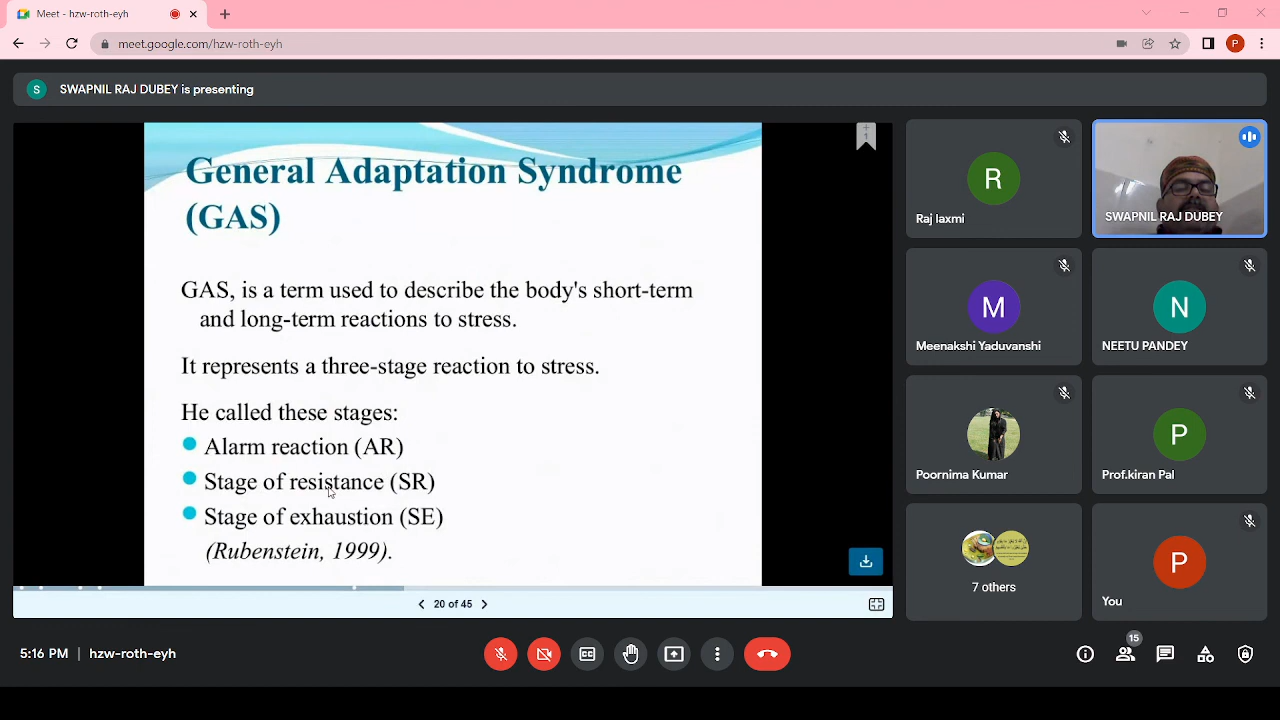 Meet - hzw-roth-eyh
meet.google.com/hzw-roth-eyh
P
S
SWAPNIL RAJ DUBEY is presenting
General Adaptation Syndrome
(GAS)
GAS, is a term used to describe the body's short-term
and long-term reactions to stress.
It represents a three-stage reaction to stress.
He called these stages:
Alarm reaction (AR)
Stage of resistance (SR)
Stage of exhaustion (SE)
(Rubenstein, 1999).
1
20 of 45
R
Raj laxmi
SWAPNIL RAJ DUBEY
M
Meenakshi Yaduvanshi
N
NEETU PANDEY
Poornima Kumar
P
Prof.kiran Pal
7 others
P
You
5:16 PM | hzw-roth-eyh
CC
15